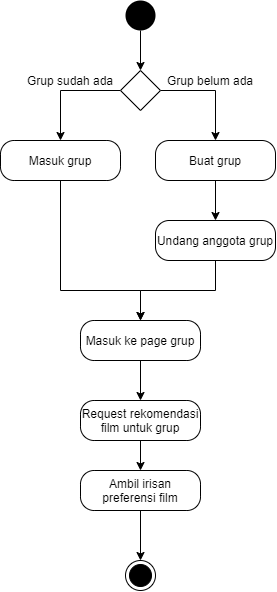 Grup sudah ada
Grup belum ada
Masuk grup
Buat grup
Undang anggota grup
Masuk ke page grup
Request rekomendasi
film untuk grup
Ambil irisan
preferensi film